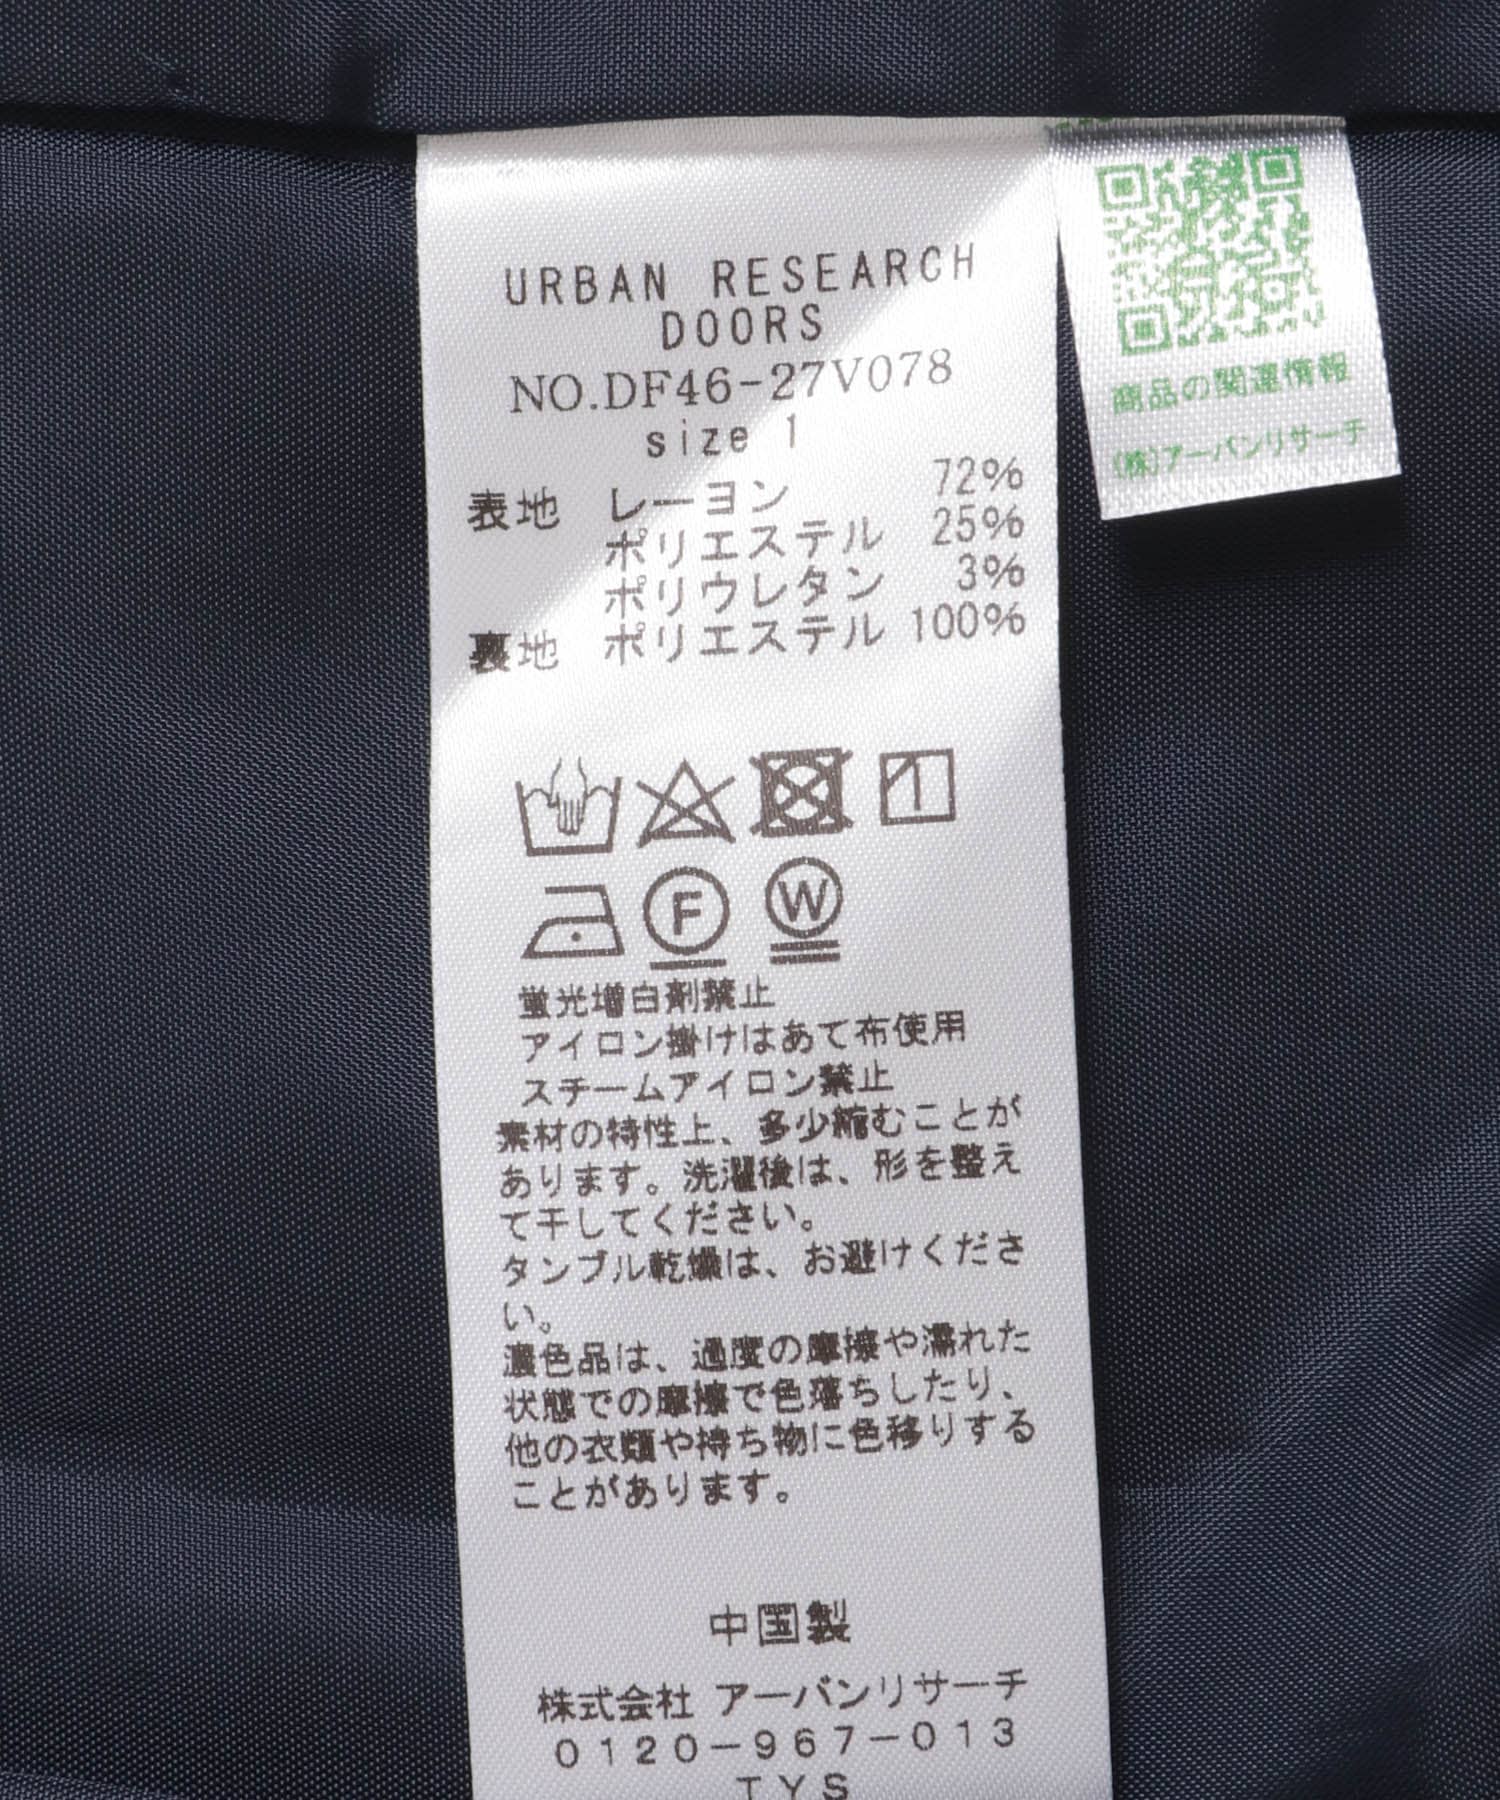 URBAN RESEARCH
DOORS
NO.DF46-27V078
size 1
表地 レーヨン 72%
ポリエステル 25%
ポリウレタン 3%
裏地 ポリエステル 100%
1
F
W
蛍光増白剤禁止
アイロン掛けはあて布使用
スチームアイロン禁止
素材の特性上、多少縮むことが
あります。洗濯後は、形を整え
て干してください。
タンブル乾燥は、お避けくださ
い。
濃色品は、過度の摩擦や濡れた
状態での摩擦で色落ちしたり、
他の衣類や持ち物に色移りする
ことがあります。
中国製
株式会社 アーバンリサーチ
0120-967-013
TYS
商品の関連情報
(株)アーバンリサーチ